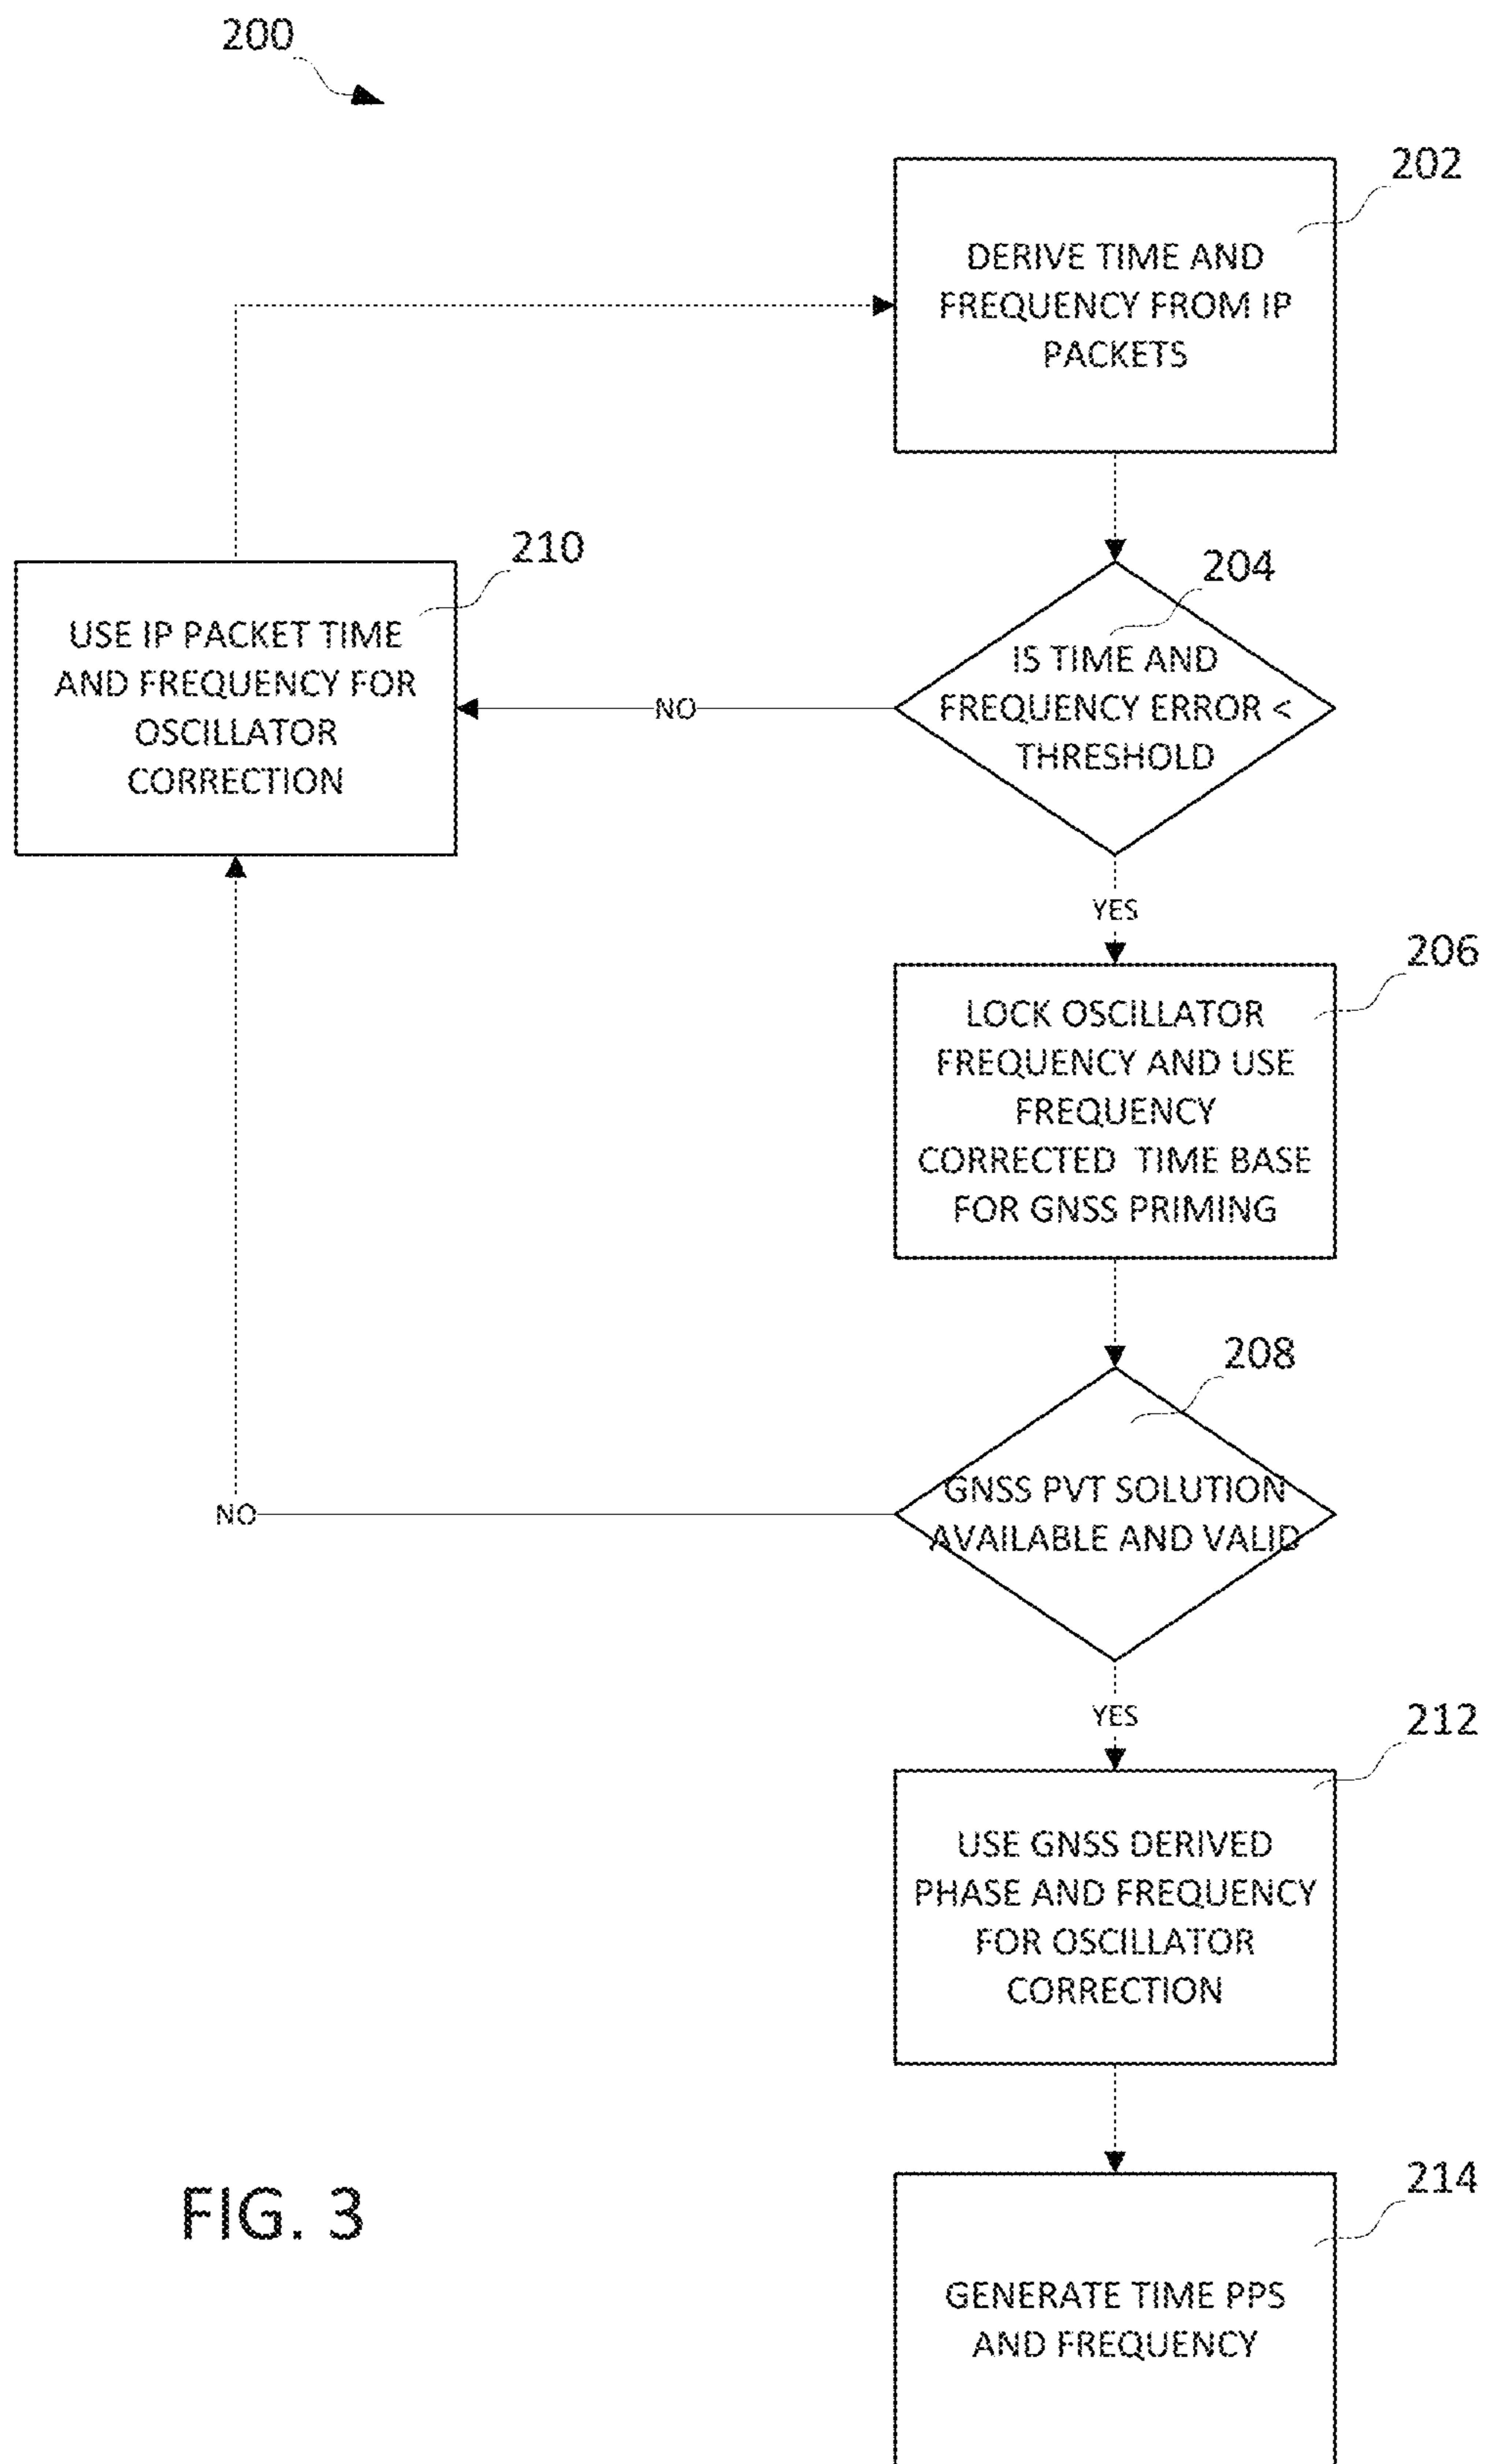 200
202
DERIVE TIME AND
FREQUENCY FROM IP
PACKETS
210
USE IP PACKET TIME
AND FREQUENCY FOR
OSCILLATOR
CORRECTION
204
IS TIME AND
FREQUENCY ERROR <
THRESHOLD
NO
YES
206
LOCK OSCILLATOR
FREQUENCY AND USE
FREQUENCY
CORRECTED TIME BASE
FOR GNSS PRIMING
208
GNSS PVT SOLUTION
AVAILABLE AND VALID
NO
YES
212
USE GNSS DERIVED
PHASE AND FREQUENCY
FOR OSCILLATOR
CORRECTION
214
GENERATE TIME PPS
AND FREQUENCY
FIG. 3